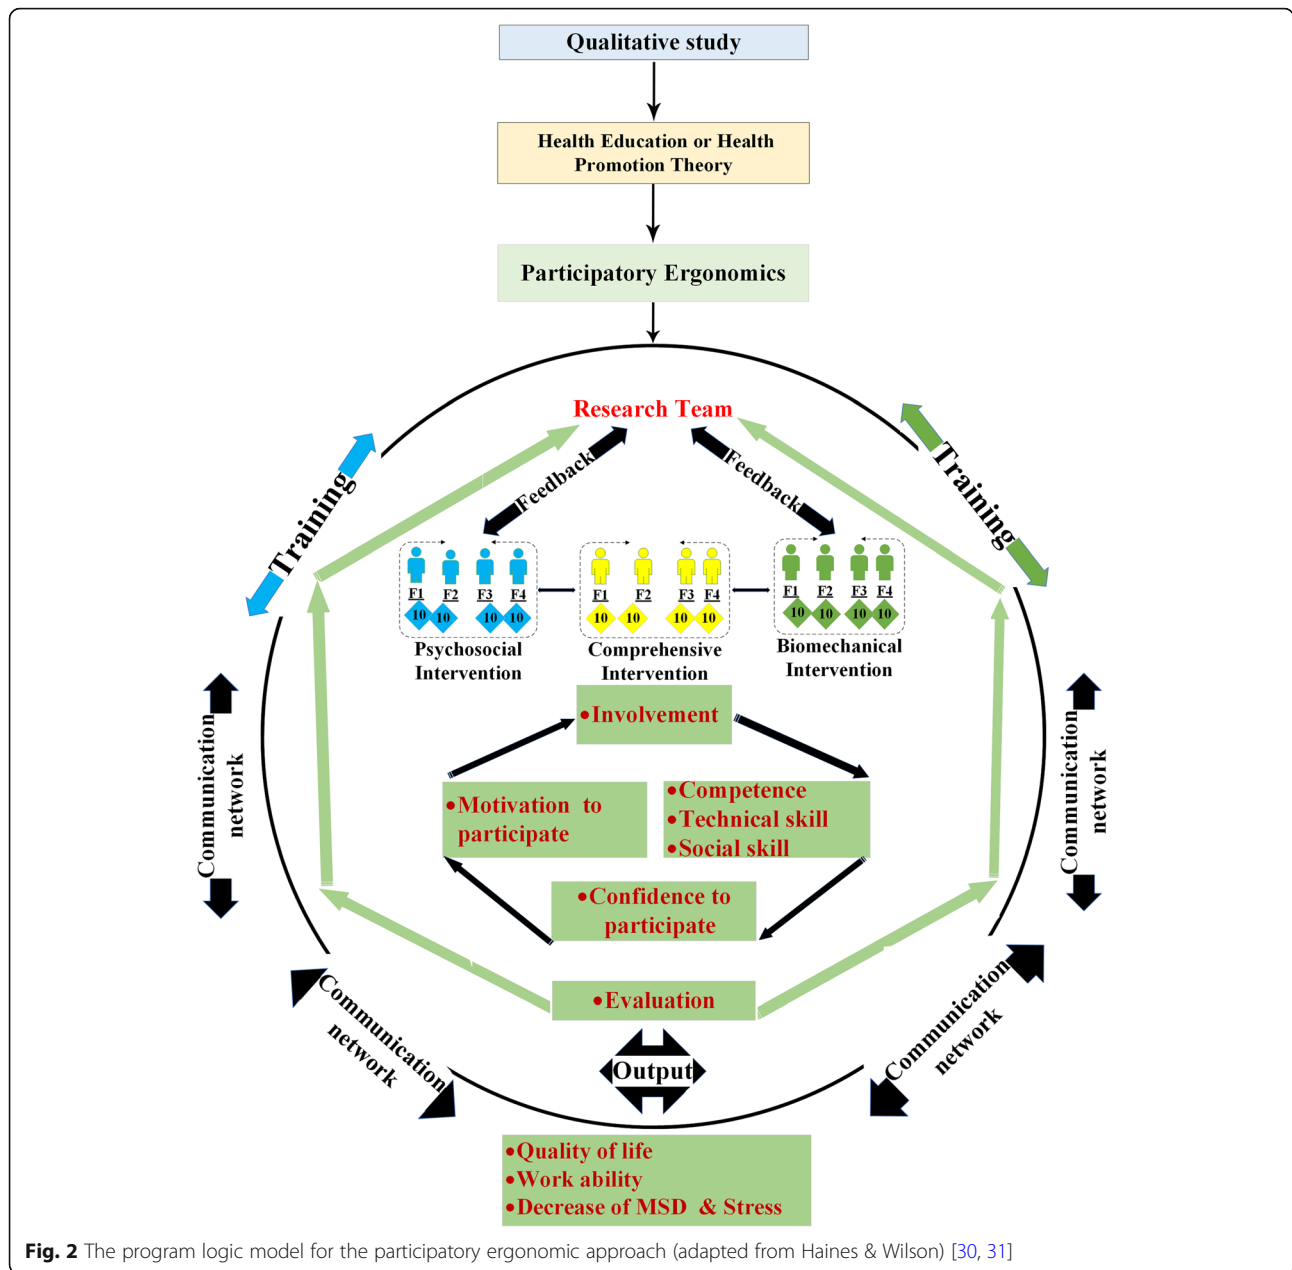 Qualitative study
Health Education or Health
Promotion Theory
Participatory Ergonomics
Research Team
Training
Feedback
Feedback
Training
F1 F2 F3 F4
10 10 10 10
Psychosocial
Intervention
F1 F2 F3 F4
10 10 10 10
Comprehensive
Intervention
F1 F2 F3 F4
10 10 10 10
Biomechanical
Intervention
Communication
network
•Involvement
•Motivation to
participate
•Competence
•Technical skill
•Social skill
•Confidence to
participate
Communication
network
•Evaluation
Communication
network
Output
Communication
network
•Quality of life
•Work ability
•Decrease of MSD & Stress
Fig. 2 The program logic model for the participatory ergonomic approach (adapted from Haines & Wilson) [30, 31]